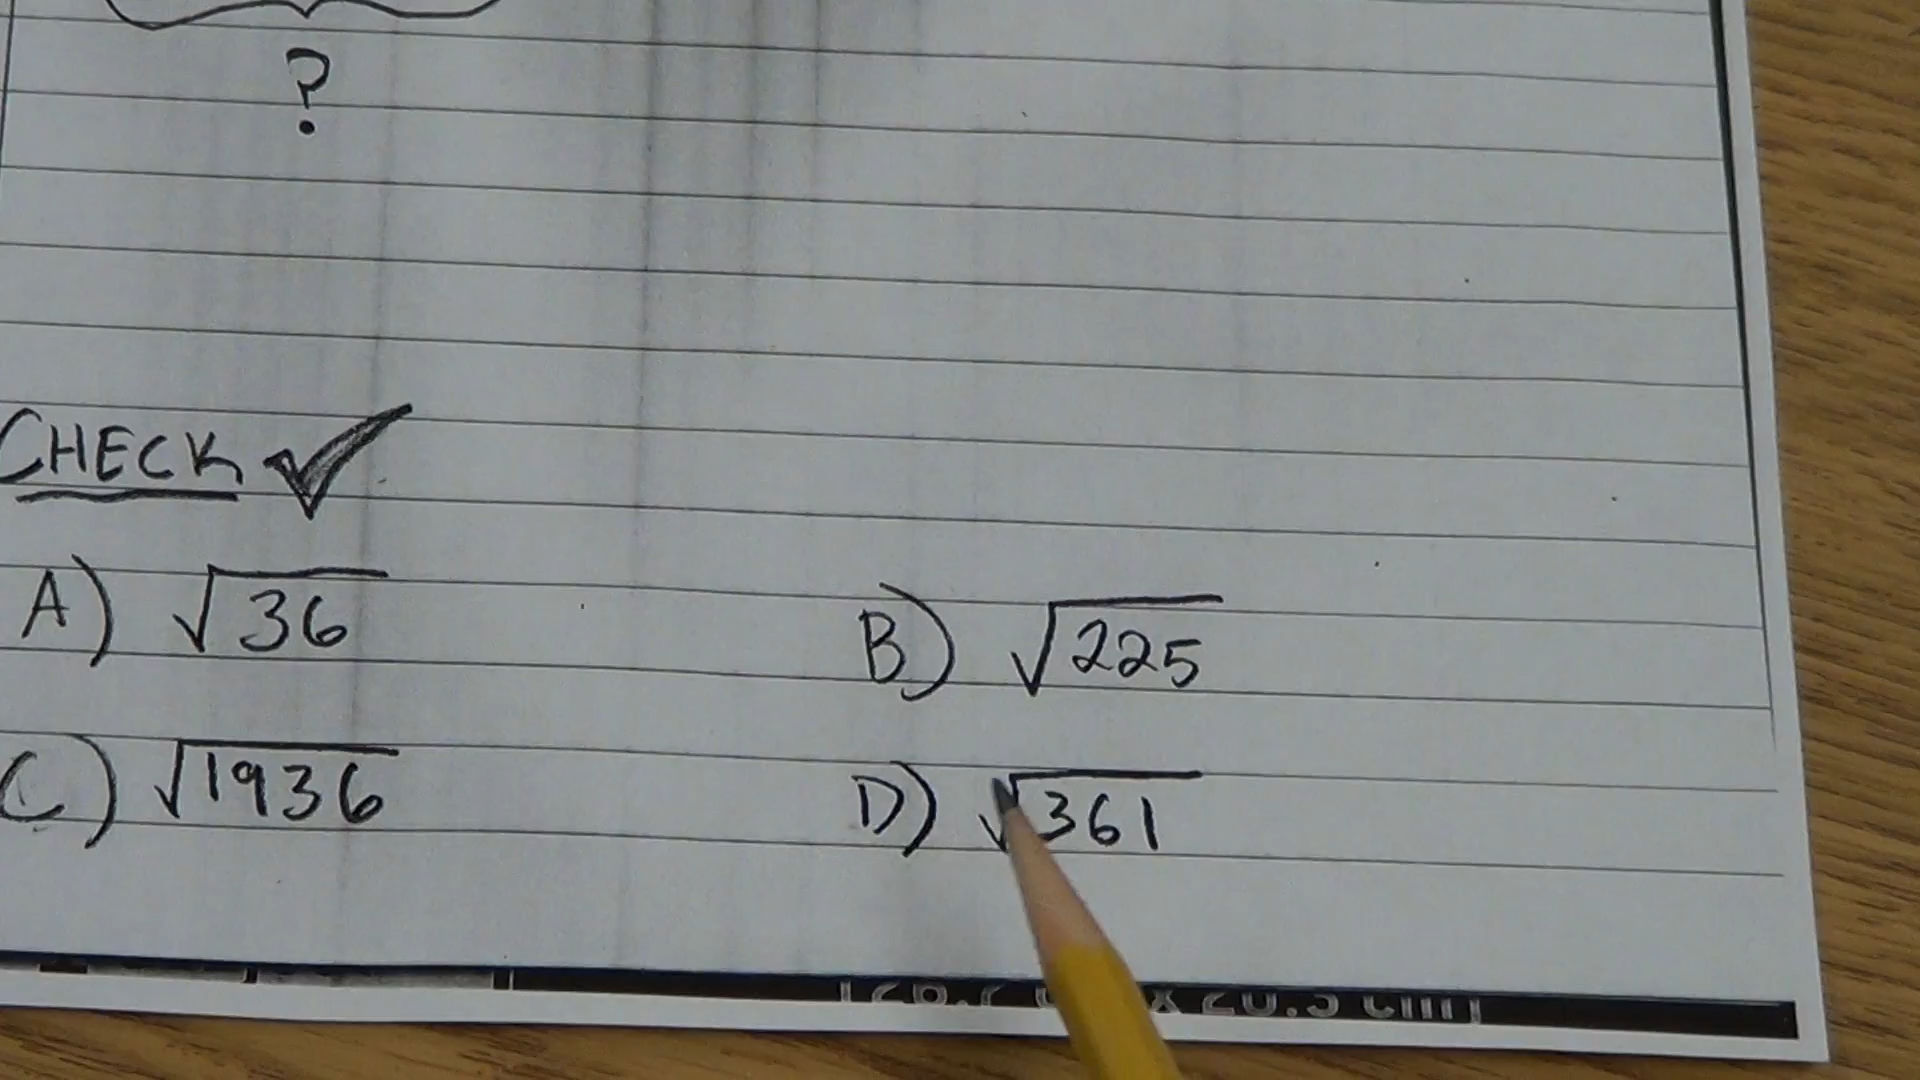 ?
CHECK ✓
A) √36
B) √225
C) √1936
D) √361